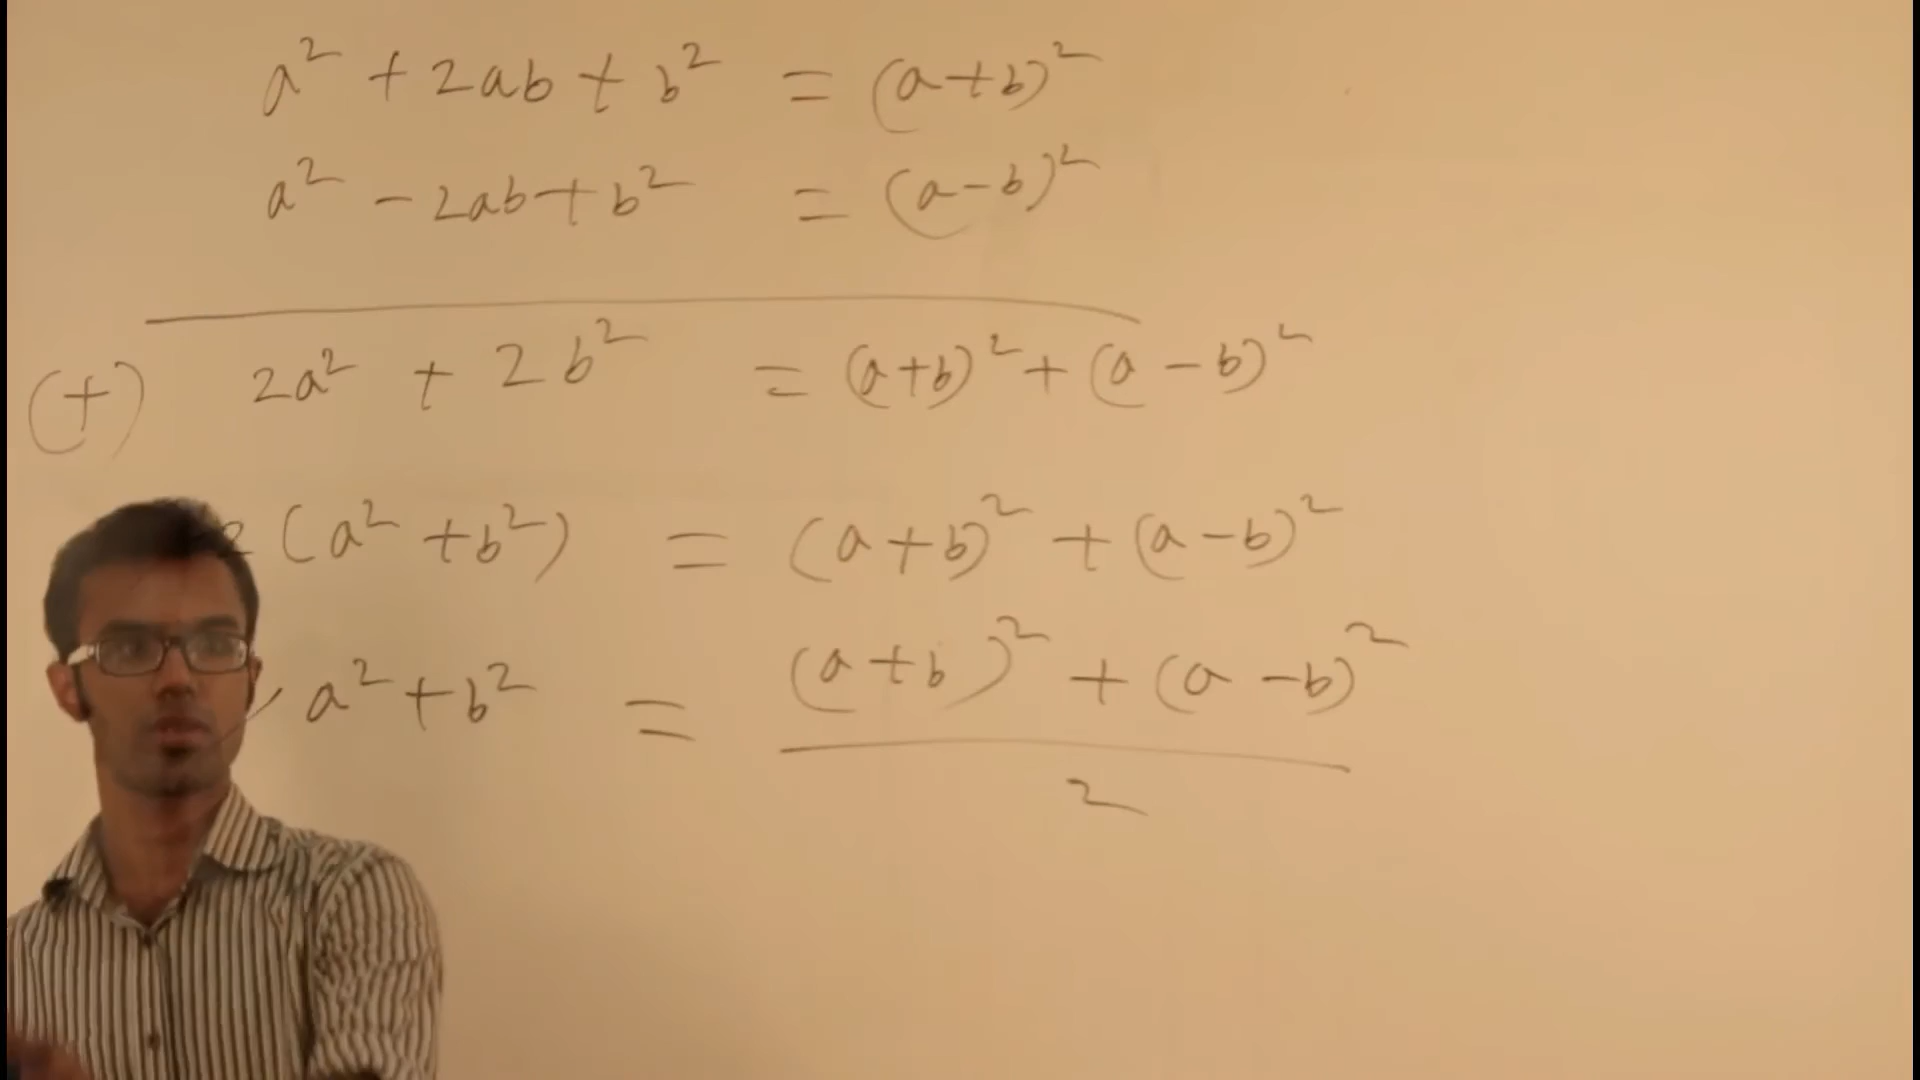 a² + 2ab + b² = (a+b)²
a² - 2ab + b² = (a-b)²
(+) 2a² + 2b² = (a+b)² + (a-b)²
2(a² + b²) = (a+b)² + (a-b)²
a² + b² = (a+b)² + (a-b)²
2